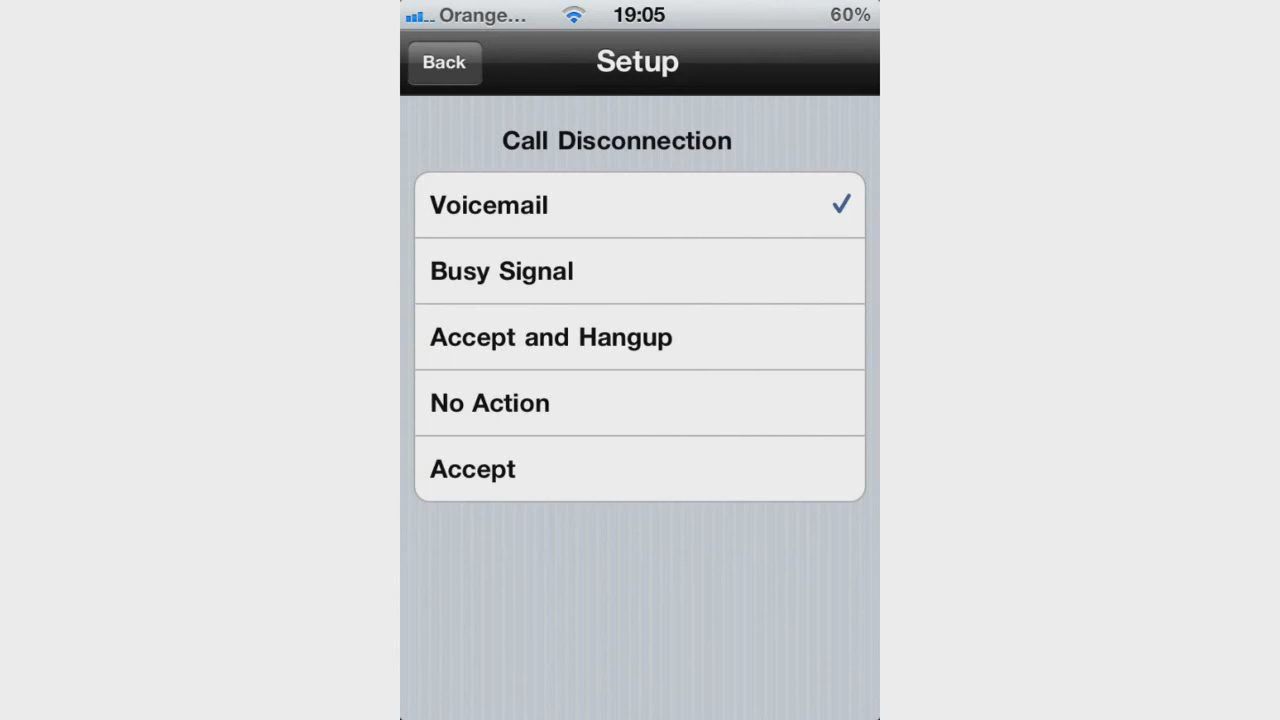 Orange... 19:05 60%
Back Setup
Call Disconnection
Voicemail
Busy Signal
Accept and Hangup
No Action
Accept